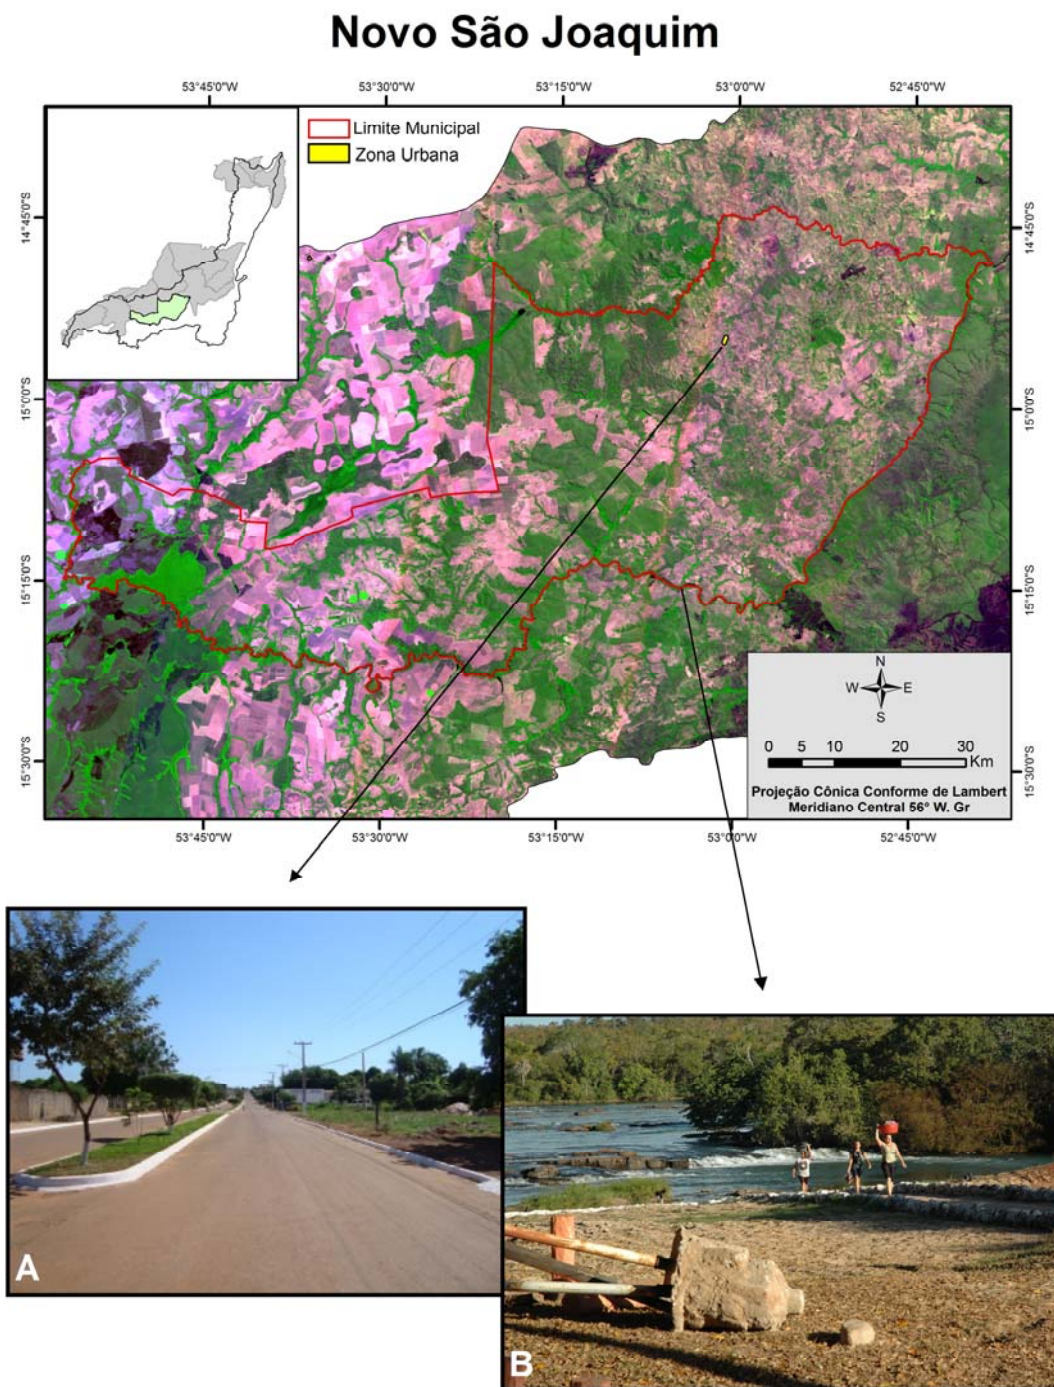 Novo São Joaquim
53°45'0"W
53°30'0"W
53°15'0"W
53°0'0"W
52°45'0"W
Limite Municipal
Zona Urbana
14°45'0"S
14°45'0"S
15°0'0"S
15°0'0"S
15°15'0"S
15°15'0"S
15°30'0"S
15°30'0"S
N
W
E
S
0 5 10 20 30
Km
Projeção Cônica Conforme de Lambert
Meridiano Central 56° W. Gr
53°45'0"W
53°30'0"W
53°15'0"W
53°0'0"W
52°45'0"W
A
B